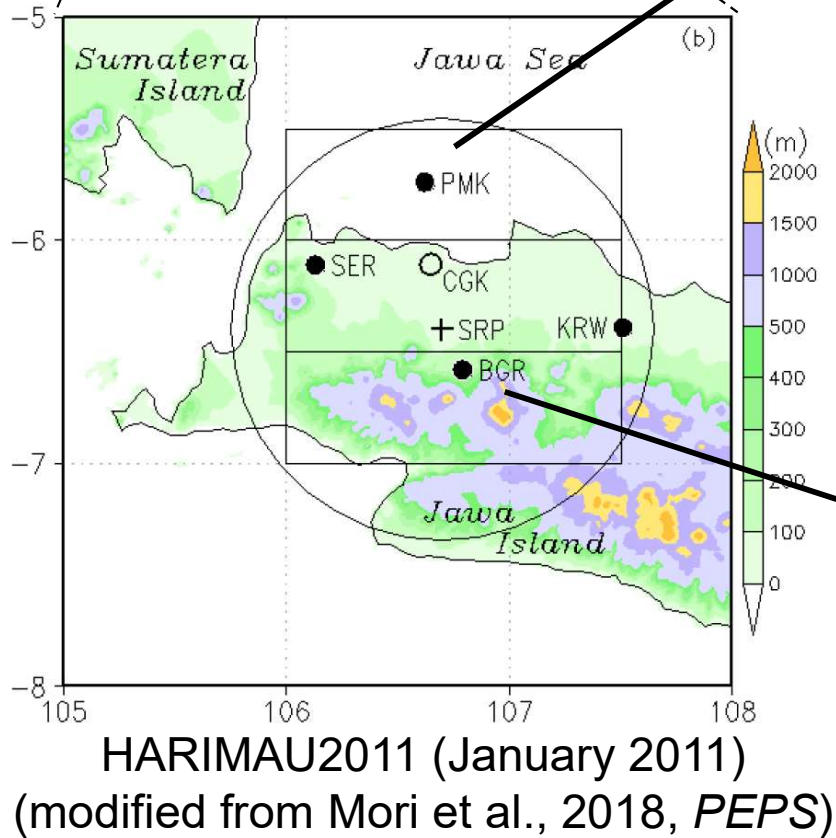 −5
(b)
Sumatera
Island
Jawa Sea
(m)
2000
PMK
1500
−6
SER
CGK
1000
500
SRP
KRW
BGR
400
300
−7
200
Jawa
Island
100
0
−8
105
106
107
108
HARIMAU2011 (January 2011)
(modified from Mori et al., 2018, PEPS)